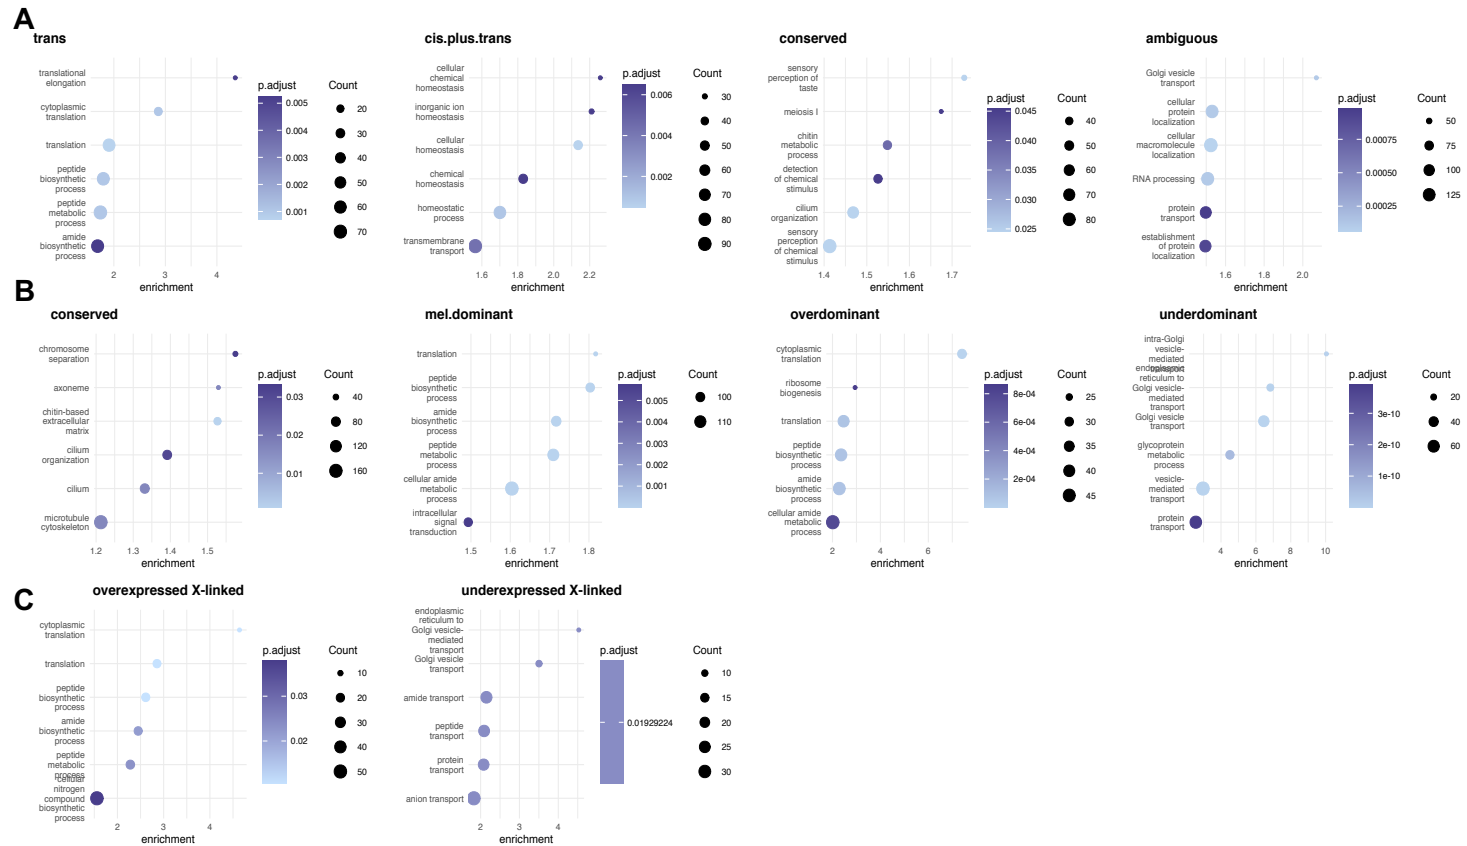 A
trans
translational
elongation
cytoplasmic
translation
translation
peptide
biosynthetic
process
peptide
metabolic
process
amide
biosynthetic
process
2
3
4
enrichment
p.adjust
0.005
0.004
0.003
0.002
0.001
Count
20
30
40
50
60
70
cis.plus.trans
cellular
chemical
homeostasis
inorganic ion
homeostasis
cellular
homeostasis
chemical
homeostasis
homeostatic
process
transmembrane
transport
1.6
1.8
2.0
2.2
enrichment
p.adjust
0.006
0.004
0.002
Count
30
40
50
60
70
80
90
conserved
sensory
perception of
taste
meiosis I
chitin
metabolic
process
detection
of chemical
stimulus
cilium
organization
sensory
perception
of chemical
stimulus
1.4
1.5
1.6
1.7
enrichment
p.adjust
0.045
0.040
0.035
0.030
0.025
Count
40
50
60
70
80
ambiguous
Golgi vesicle
transport
cellular
protein
localization
cellular
macromolecule
localization
RNA processing
protein
transport
establishment
of protein
localization
1.6
1.8
2.0
enrichment
p.adjust
0.00075
0.00050
0.00025
Count
50
75
100
125
B
conserved
chromosome
separation
axoneme
chitin-based
extracellular
matrix
cilium
organization
cilium
microtubule
cytoskeleton
1.2
1.3
1.4
1.5
enrichment
p.adjust
0.03
0.02
0.01
Count
40
80
120
160
mel.dominant
translation
peptide
biosynthetic
process
amide
biosynthetic
process
peptide
metabolic
process
cellular amide
metabolic
process
intracellular
signal
transduction
1.5
1.6
1.7
1.8
enrichment
p.adjust
0.005
0.004
0.003
0.002
0.001
Count
100
110
overdominant
cytoplasmic
translation
ribosome
biogenesis
translation
peptide
biosynthetic
process
amide
biosynthetic
process
cellular amide
metabolic
process
2
4
6
enrichment
p.adjust
8e-04
6e-04
4e-04
2e-04
Count
25
30
35
40
45
underdominant
intra-Golgi
vesicle-
mediated
transport
endoplasmic
reticulum to
Golgi vesicle-
mediated
transport
Golgi vesicle
transport
glycoprotein
metabolic
process
vesicle-
mediated
transport
protein
transport
4
6
8
10
enrichment
p.adjust
3e-10
2e-10
1e-10
Count
20
40
60
C
overexpressed X-linked
cytoplasmic
translation
translation
peptide
biosynthetic
process
amide
biosynthetic
process
peptide
metabolic
process
cellular
nitrogen
compound
biosynthetic
process
2
3
4
enrichment
p.adjust
0.03
0.02
Count
10
20
30
40
50
underexpressed X-linked
endoplasmic
reticulum to
Golgi vesicle-
mediated
transport
Golgi vesicle
transport
amide transport
peptide
transport
protein
transport
anion transport
2
3
4
enrichment
p.adjust
0.01929224
Count
10
15
20
25
30